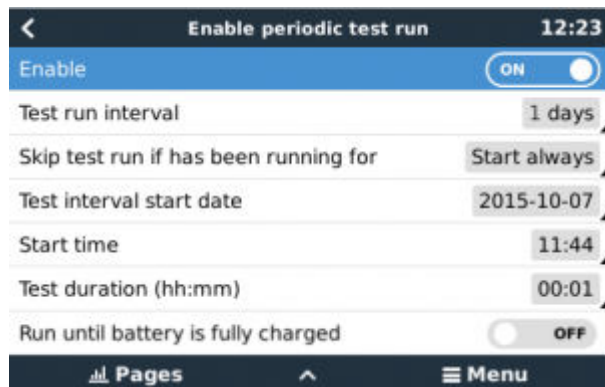 Enable periodic test run 12:23
Enable ON
Test run interval 1 days
Skip test run if has been running for Start always
Test interval start date 2015-10-07
Start time 11:44
Test duration (hh:mm) 00:01
Run until battery is fully charged OFF
Pages Menu